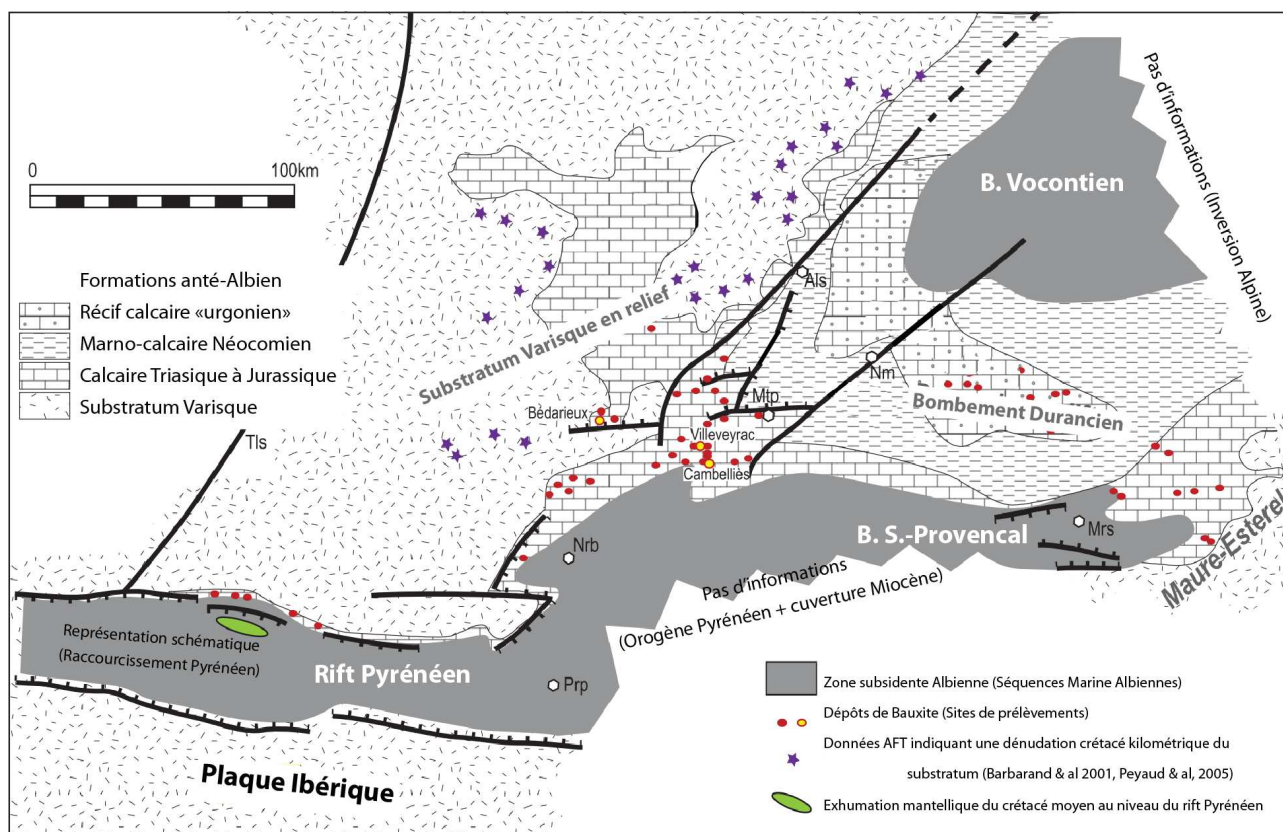 0
100km
Formations anté-Albien
Récif calcaire «urgonien»
Marno-calcaire Néocomien
Calcaire Triasique à Jurassique
Substratum Varisque
Tls
B. Vocontien
Pas d'informations (Inversion Alpine)
Substratum Varisque en relief
Als
Nm
Mtp
Bédarieux
Villeveyrac
Cambelliès
Bombement Durancien
B. S.-Provencal
Mrs
Maure-Esterel
Nrb
Pas d'informations
(Orogène Pyrénéen + cuverture Miocène)
Représentation schématique
(Raccourcissement Pyrénéen)
Rift Pyrénéen
Prp
Plaque Ibérique
Zone subsidente Albienne (Séquences Marine Albiennes)
Dépôts de Bauxite (Sites de prélèvements)
Données AFT indiquant une dénudation crétacé kilométrique du
substratum (Barbarand & al 2001, Peyaud & al, 2005)
Exhumation mantellique du crétacé moyen au niveau du rift Pyrénéen